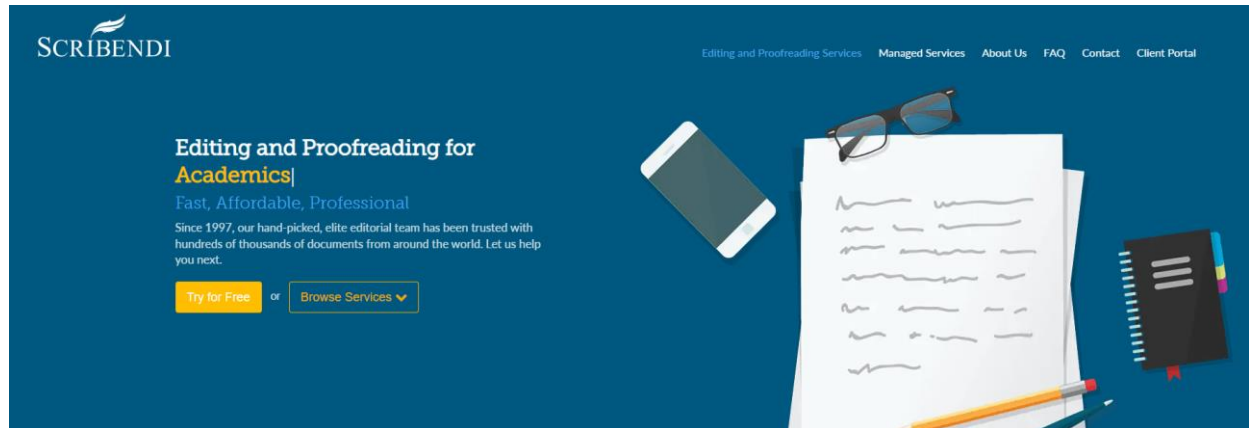 SCRIBENDI
Editing and Proofreading Services Managed Services About Us FAQ Contact Client Portal
Editing and Proofreading for
Academics
Fast, Affordable, Professional
Since 1997, our hand-picked, elite editorial team has been trusted with
hundreds of thousands of documents from around the world. Let us help
you next.
Try for Free or Browse Services